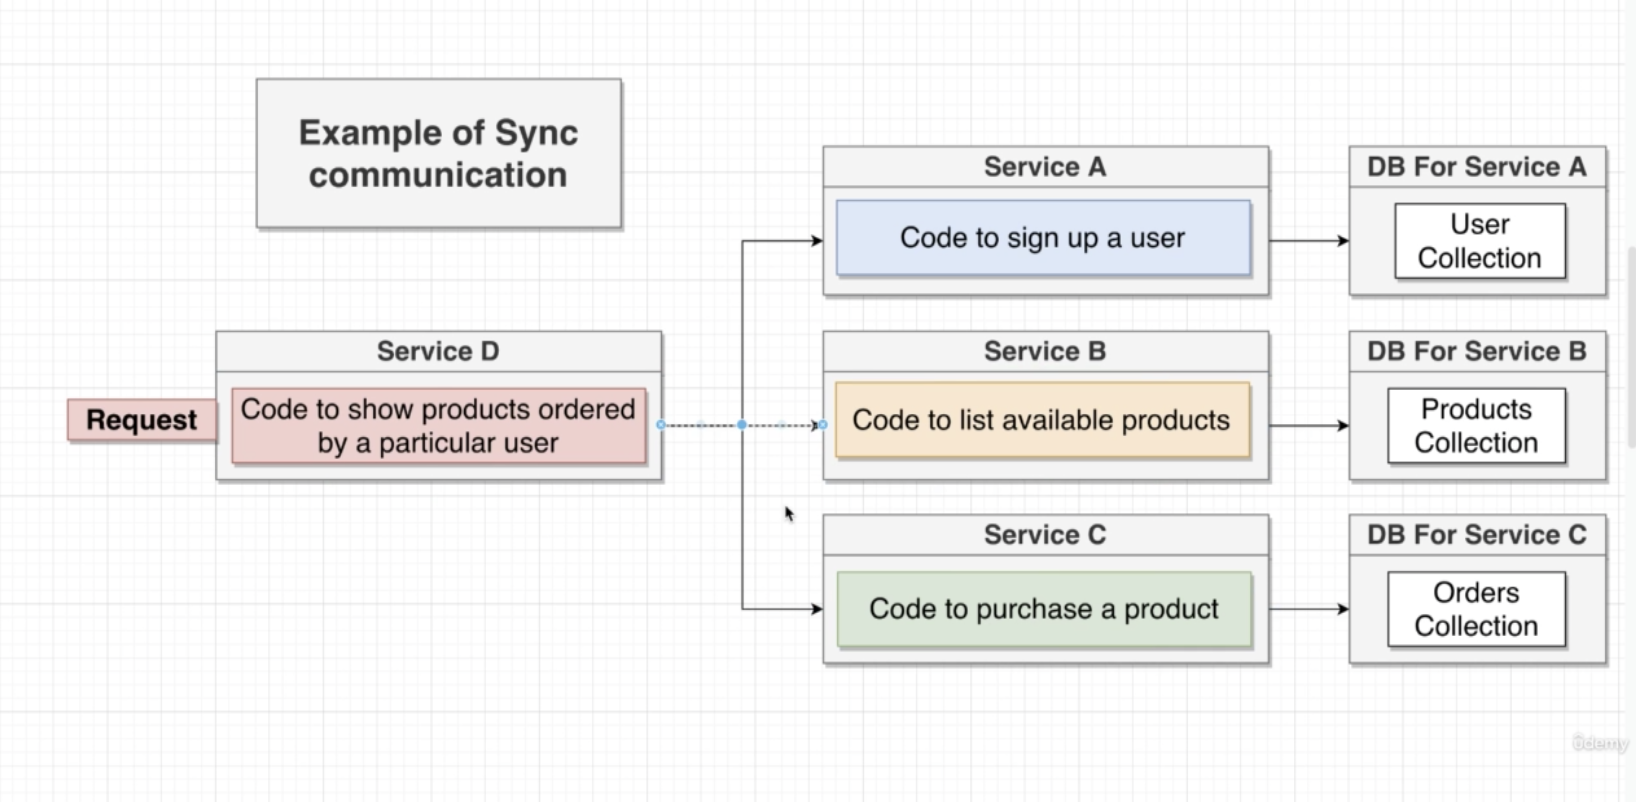 Example of Sync
communication
Service A
Code to sign up a user
DB For Service A
User
Collection
Request
Service D
Code to show products ordered
by a particular user
Service B
Code to list available products
DB For Service B
Products
Collection
Service C
Code to purchase a product
DB For Service C
Orders
Collection
ûdemy